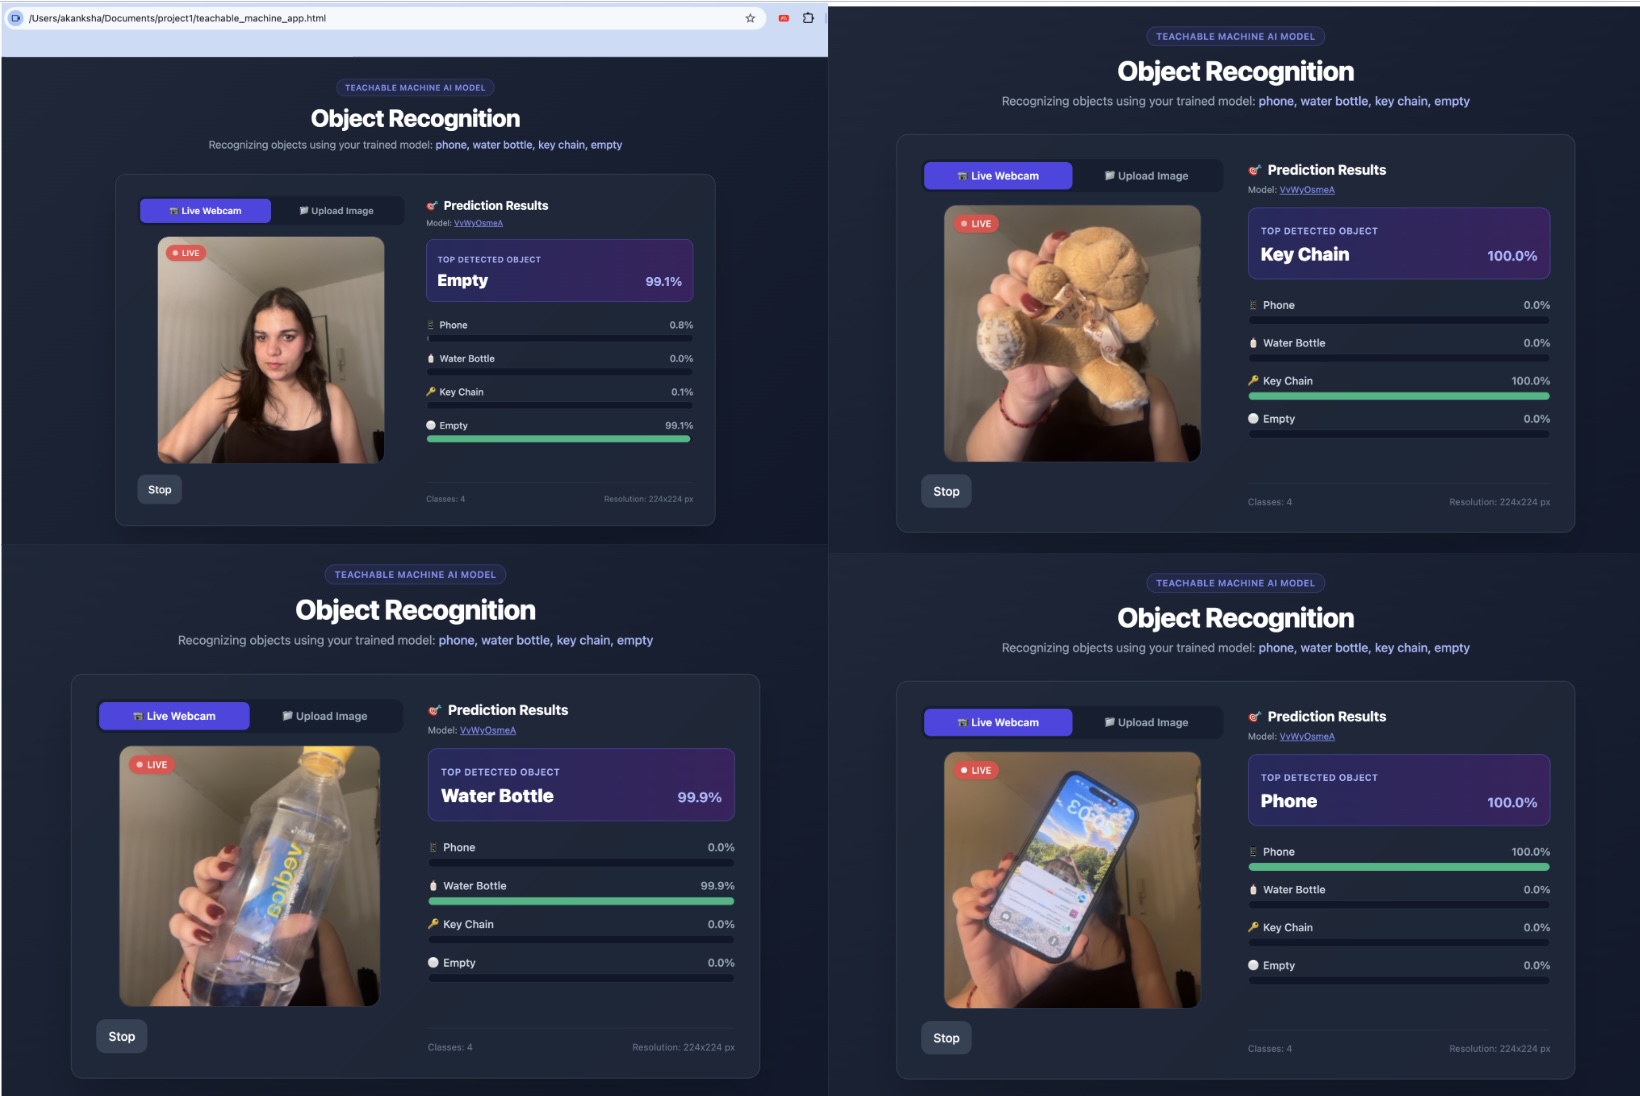 /Users/akanksha/Documents/project1/teachable_machine_app.html
TEACHABLE MACHINE AI MODEL
Object Recognition
Recognizing objects using your trained model: phone, water bottle, key chain, empty
Live Webcam
Upload Image
LIVE
Stop
Prediction Results
Model: VvWyOsmeA
TOP DETECTED OBJECT
Empty 99.1%
Phone 0.8%
Water Bottle 0.0%
Key Chain 0.1%
Empty 99.1%
Classes: 4 Resolution: 224x224 px
TEACHABLE MACHINE AI MODEL
Object Recognition
Recognizing objects using your trained model: phone, water bottle, key chain, empty
Live Webcam
Upload Image
LIVE
Stop
Prediction Results
Model: VvWyOsmeA
TOP DETECTED OBJECT
Key Chain 100.0%
Phone 0.0%
Water Bottle 0.0%
Key Chain 100.0%
Empty 0.0%
Classes: 4 Resolution: 224x224 px
TEACHABLE MACHINE AI MODEL
Object Recognition
Recognizing objects using your trained model: phone, water bottle, key chain, empty
Live Webcam
Upload Image
LIVE
vedica
Stop
Prediction Results
Model: VvWyOsmeA
TOP DETECTED OBJECT
Water Bottle 99.9%
Phone 0.0%
Water Bottle 99.9%
Key Chain 0.0%
Empty 0.0%
Classes: 4 Resolution: 224x224 px
TEACHABLE MACHINE AI MODEL
Object Recognition
Recognizing objects using your trained model: phone, water bottle, key chain, empty
Live Webcam
Upload Image
LIVE
Stop
Prediction Results
Model: VvWyOsmeA
TOP DETECTED OBJECT
Phone 100.0%
Phone 100.0%
Water Bottle 0.0%
Key Chain 0.0%
Empty 0.0%
Classes: 4 Resolution: 224x224 px